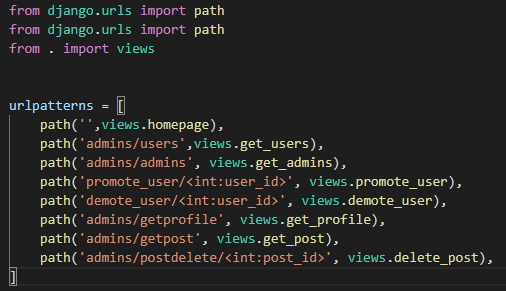 from django.urls import path
from django.urls import path
from . import views
urlpatterns = [
    path('',views.homepage),
    path('admins/users',views.get_users),
    path('admins/admins', views.get_admins),
    path('promote_user/<int:user_id>', views.promote_user),
    path('demote_user/<int:user_id>', views.demote_user),
    path('admins/getprofile', views.get_profile),
    path('admins/getpost', views.get_post),
    path('admins/postdelete/<int:post_id>', views.delete_post),
]